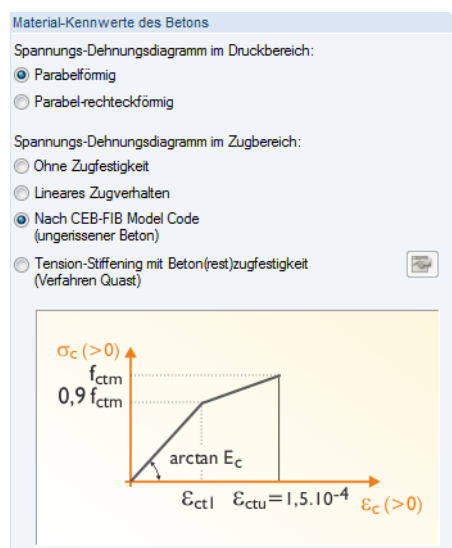 Material-Kennwerte des Betons
Spannungs-Dehnungsdiagramm im Druckbereich:
Parabelförmig
Parabel-rechteckförmig
Spannungs-Dehnungsdiagramm im Zugbereich:
Ohne Zugfestigkeit
Lineares Zugverhalten
Nach CEB-FIB Model Code
(ungerissener Beton)
Tension-Stiffening mit Beton(rest)zugfestigkeit
(Verfahren Quast)
σc (>0)
fctm
0,9 fctm
arctan Ec
εctl εctu=1,5.10-4 εc (>0)